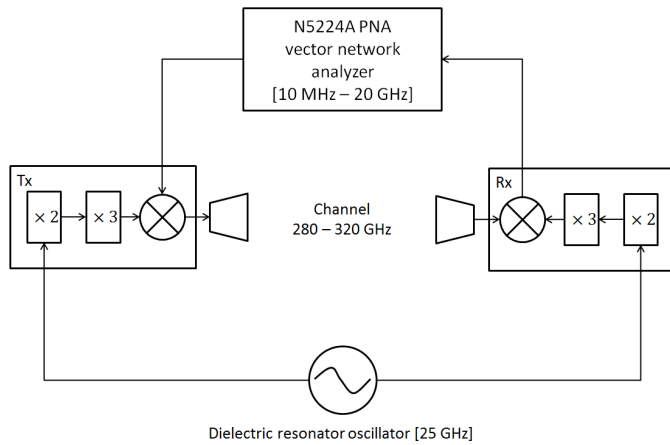 N5224A PNA
vector network
analyzer
[10 MHz – 20 GHz]
Tx
× 2
× 3
Channel
280 – 320 GHz
Rx
× 3
× 2
Dielectric resonator oscillator [25 GHz]